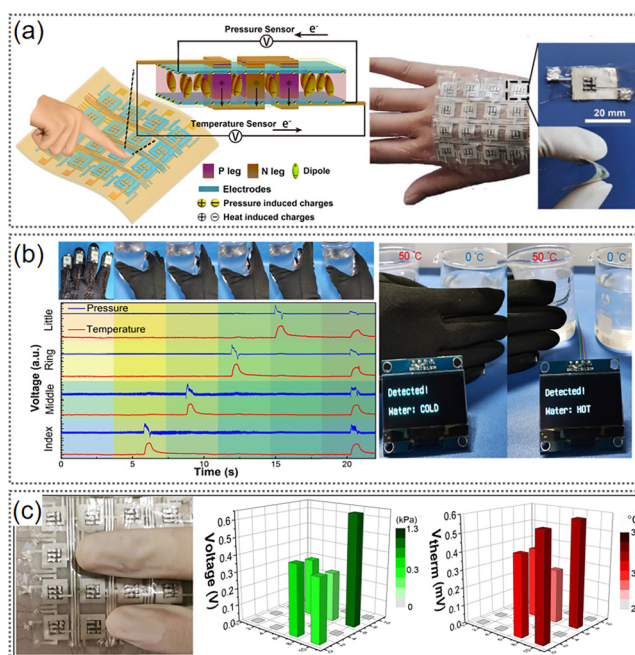 (a)
Pressure Sensor
e-
V
V
Temperature Sensor
e-
P leg
N leg
Dipole
Electrodes
Pressure induced charges
Heat induced charges
20 mm
(b)
Pressure
Temperature
Voltage (a.u.)
Little
Ring
Middle
Index
0
5
10
15
20
Time (s)
50 °C
0 °C
50 °C
0 °C
Detected!
Water: COLD
Detected!
Water: HOT
(c)
Voltage (V)
0.6
0.5
0.4
0.3
0.2
0.1
0.0
(kPa)
1.3
0.3
0
Vtherm (mV)
0.6
0.5
0.4
0.3
0.2
0.1
0.0